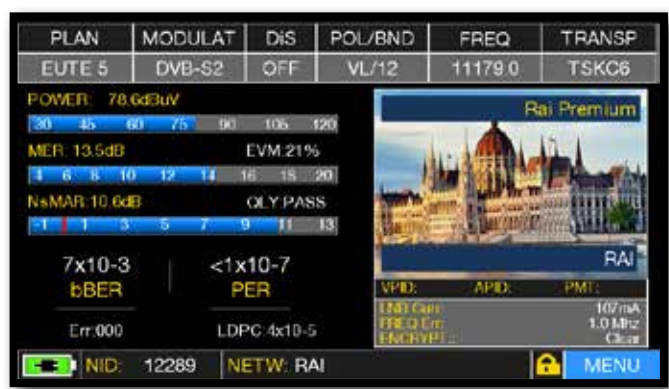 PLAN MODULAT DiS POL/BND FREQ TRANSP
EUTE 5 DVB-S2 OFF VL/12 11179.0 TSKC6
POWER: 78.6dBuV
30 45 60 75 90 105 120
Rai Premium
MER: 13.5dB EVM:21%
4 6 8 10 12 14 16 18 20
NsMAR:10.6dB QLY:PASS
-1 1 3 5 7 9 11 13
7x10-3 <1x10-7
bBER PER
RAI
VPID: APID: PMT:
LNB Curr: 107mA
FREQ Err: 1.0 Mhz
ENCRYPT.: Clear
Err:000 LDPC:4x10-5
NID: 12289 NETW: RAI MENU